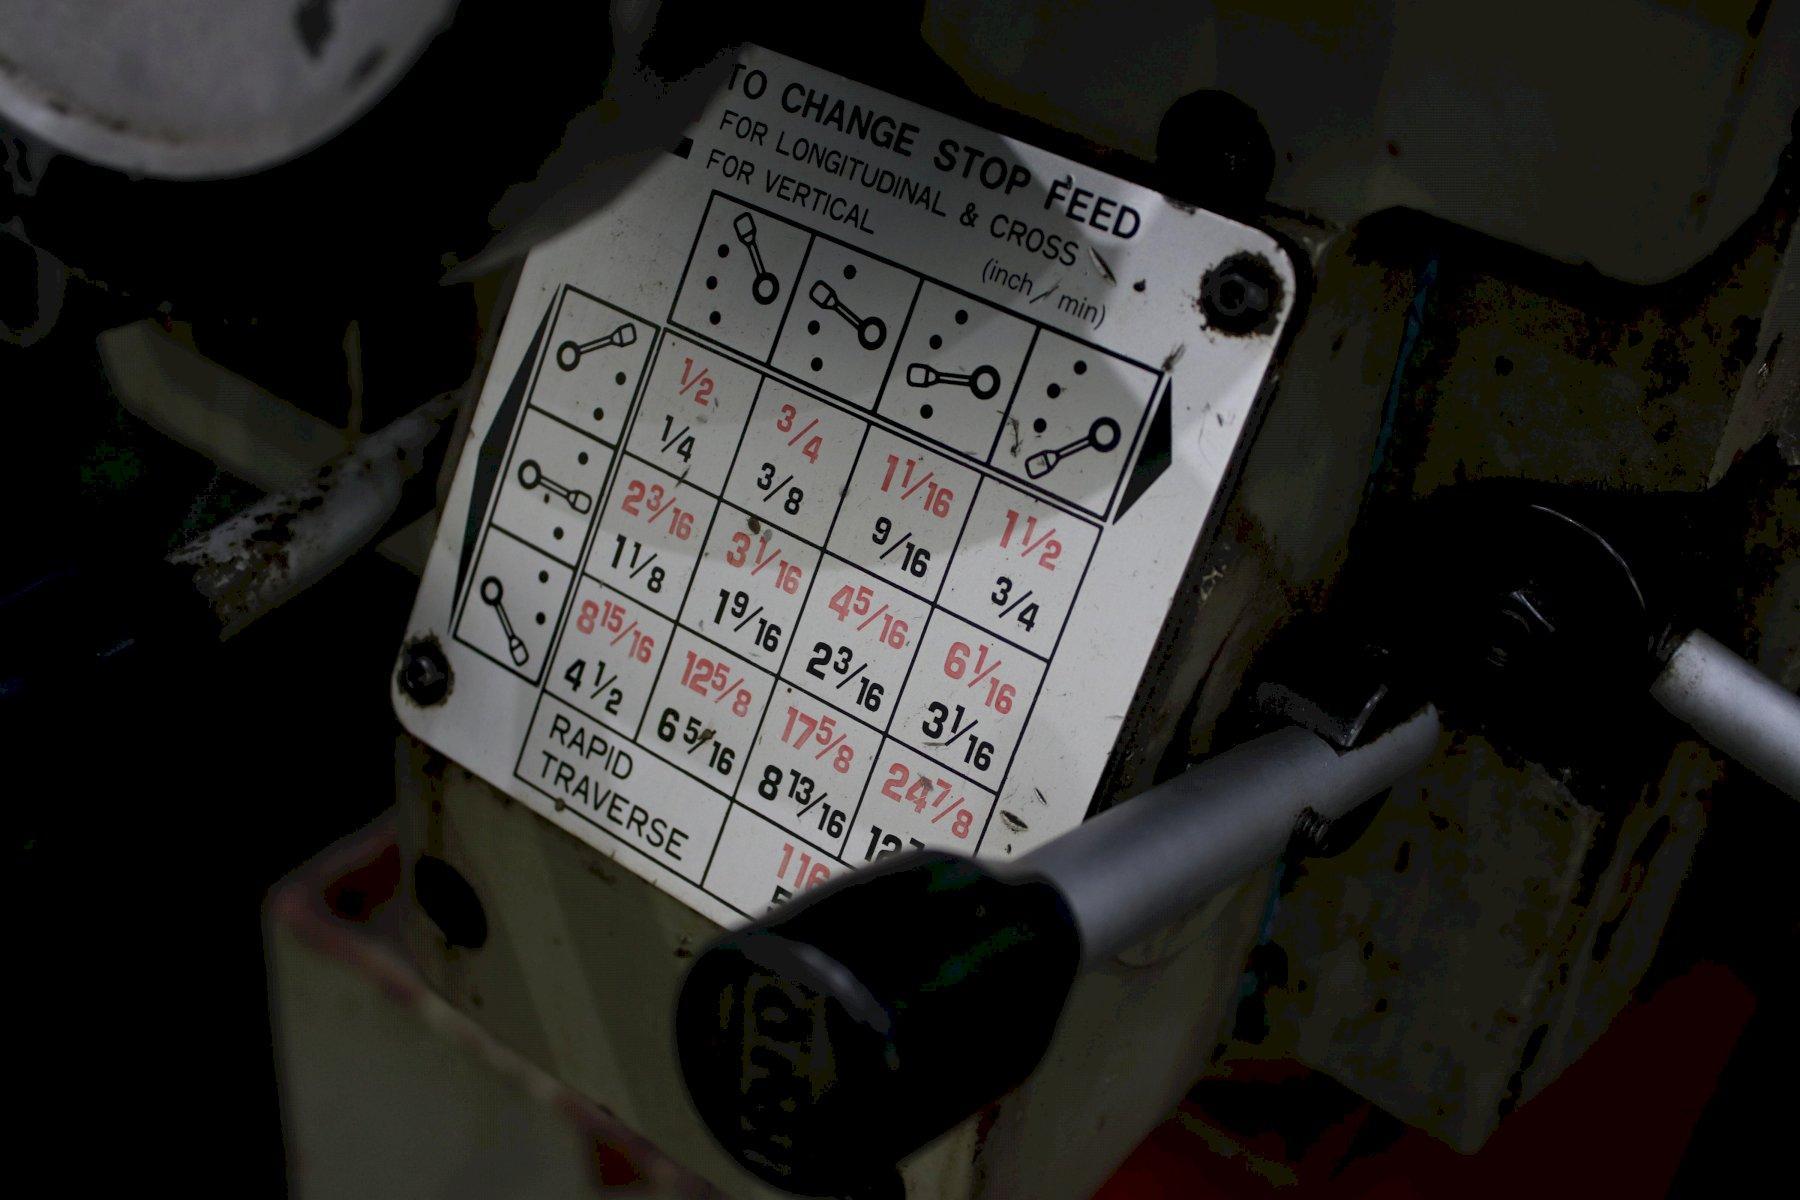 TO CHANGE STOP FEED
FOR LONGITUDINAL & CROSS
FOR VERTICAL
(inch / min)
1/2 3/4 1 1/16 1 1/2
1/4 3/8 9/16 3/4
2 3/16 3 1/16 4 5/16 6 1/16
1 1/8 1 9/16 2 3/16 3 1/16
8 15/16 12 5/8 17 5/8 24 7/8
4 1/2 6 5/16 8 13/16
RAPID
TRAVERSE
116